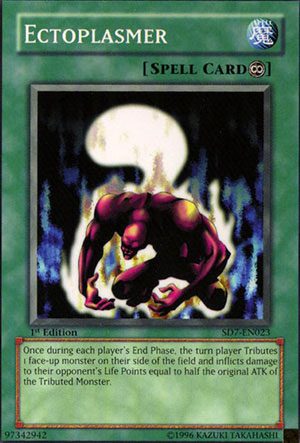 ECTOPLASMER
魔
[SPELL CARD∞]
1st Edition
SD7-EN023
Once during each player's End Phase, the turn player Tributes
1 face-up monster on their side of the field and inflicts damage
to their opponent's Life Points equal to half the original ATK of
the Tributed Monster.
97342942
©1996 KAZUKI TAKAHASHI